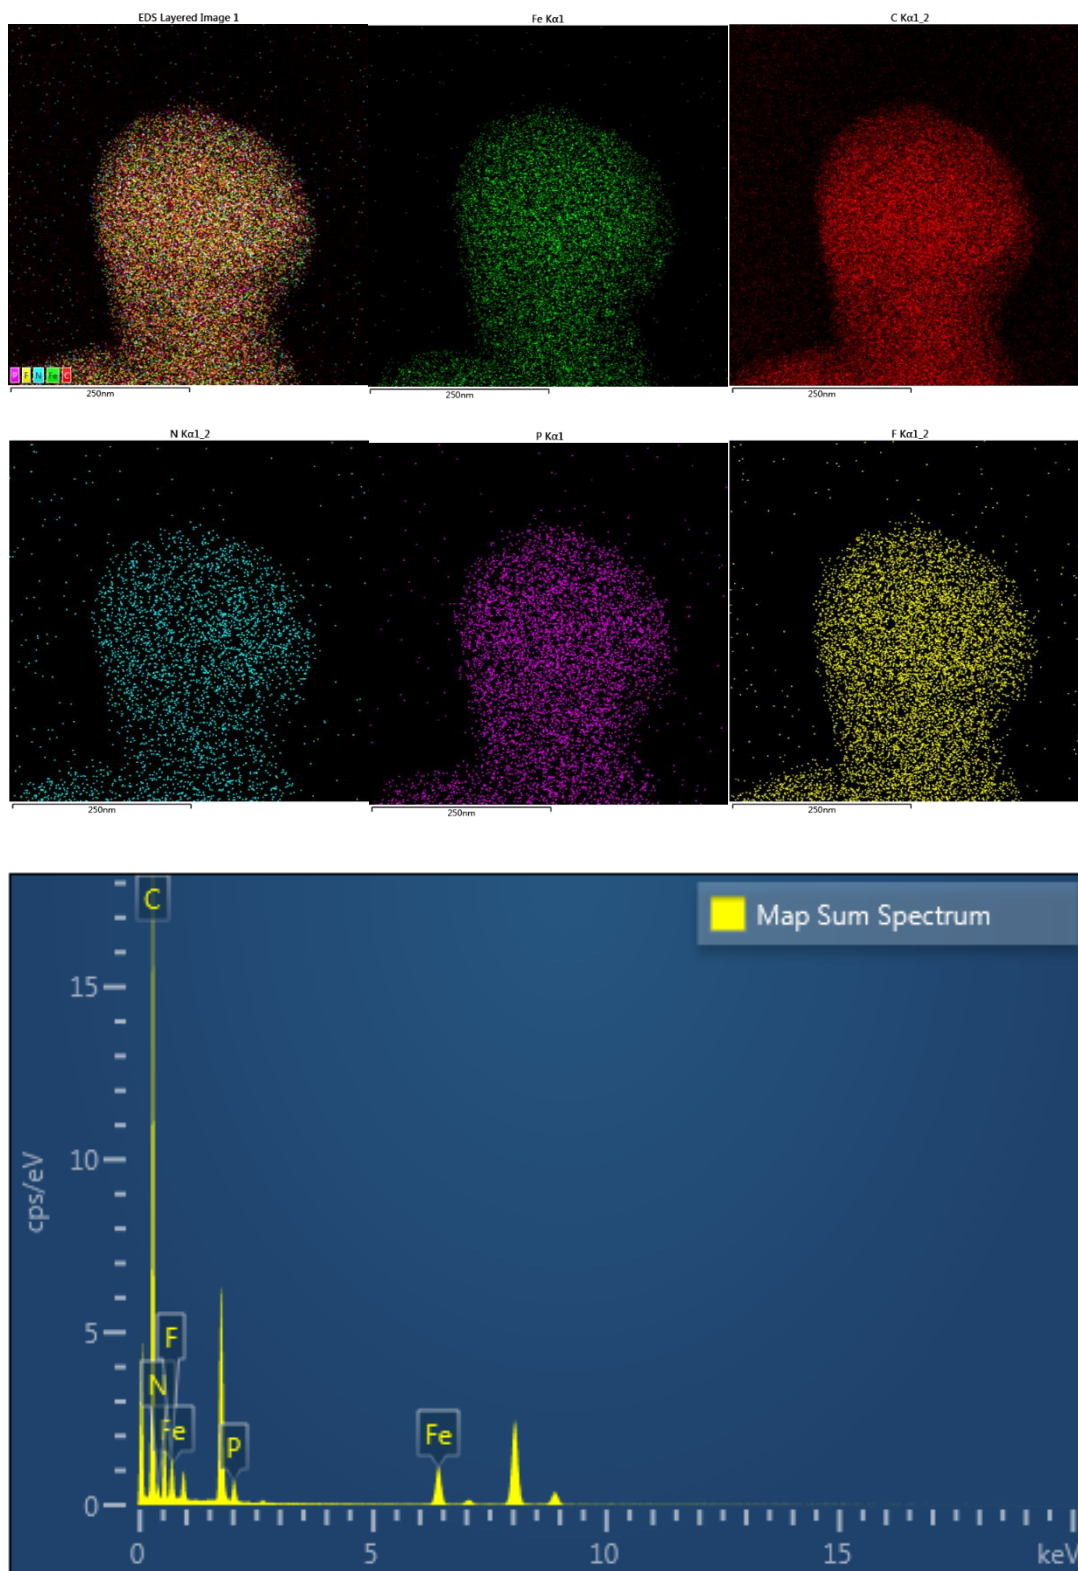 EDS Layered Image 1
Fe Kα1
C Kα1_2
P F N Fe C
250nm
250nm
250nm
N Kα1_2
P Kα1
F Kα1_2
250nm
250nm
250nm
Map Sum Spectrum
C
15
10
cps/eV
5
F
N
Fe
P
Fe
0
0
5
10
15
keV